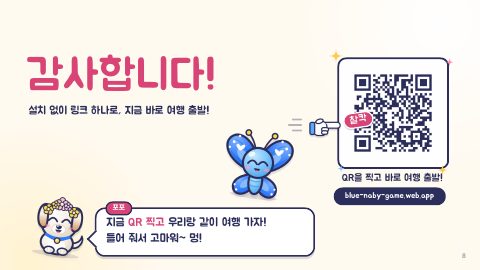 감사합니다!
설치 없이 링크 하나로, 지금 바로 여행 출발!
찰칵
QR을 찍고 바로 여행 출발!
blue-naby-game.web.app
포포
지금 QR 찍고 우리랑 같이 여행 가자!
들어 줘서 고마워~ 멍!
8